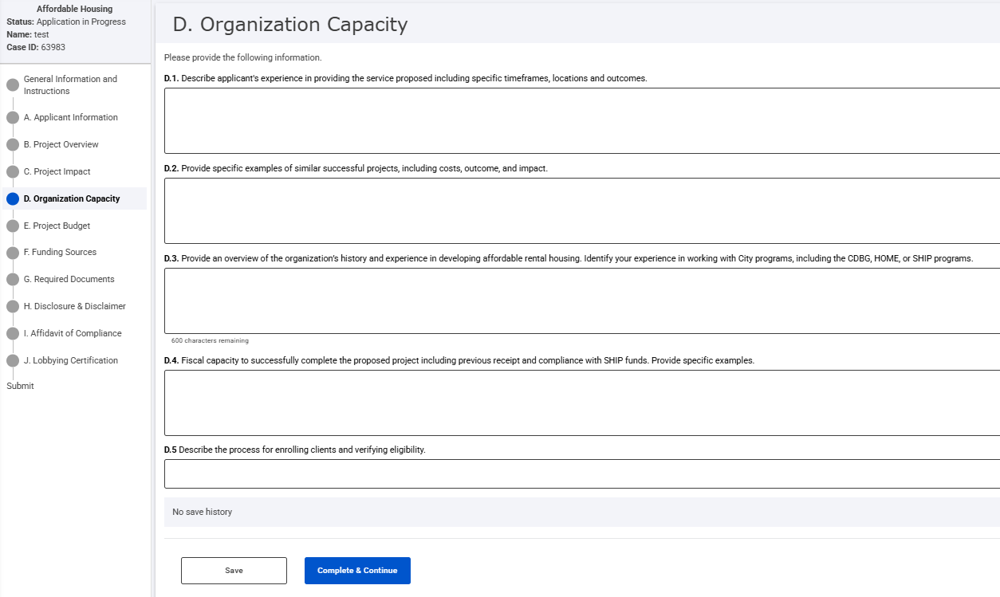 Affordable Housing
Status: Application in Progress
Name: test
Case ID: 63983
General Information and
Instructions
A. Applicant Information
B. Project Overview
C. Project Impact
D. Organization Capacity
E. Project Budget
F. Funding Sources
G. Required Documents
H. Disclosure & Disclaimer
I. Affidavit of Compliance
J. Lobbying Certification
Submit
D. Organization Capacity
Please provide the following information.
D.1. Describe applicant's experience in providing the service proposed including specific timeframes, locations and outcomes.
D.2. Provide specific examples of similar successful projects, including costs, outcome, and impact.
D.3. Provide an overview of the organization's history and experience in developing affordable rental housing. Identify your experience in working with City programs, including the CDBG, HOME, or SHIP programs.
600 characters remaining
D.4. Fiscal capacity to successfully complete the proposed project including previous receipt and compliance with SHIP funds. Provide specific examples.
D.5 Describe the process for enrolling clients and verifying eligibility.
No save history
Save
Complete & Continue